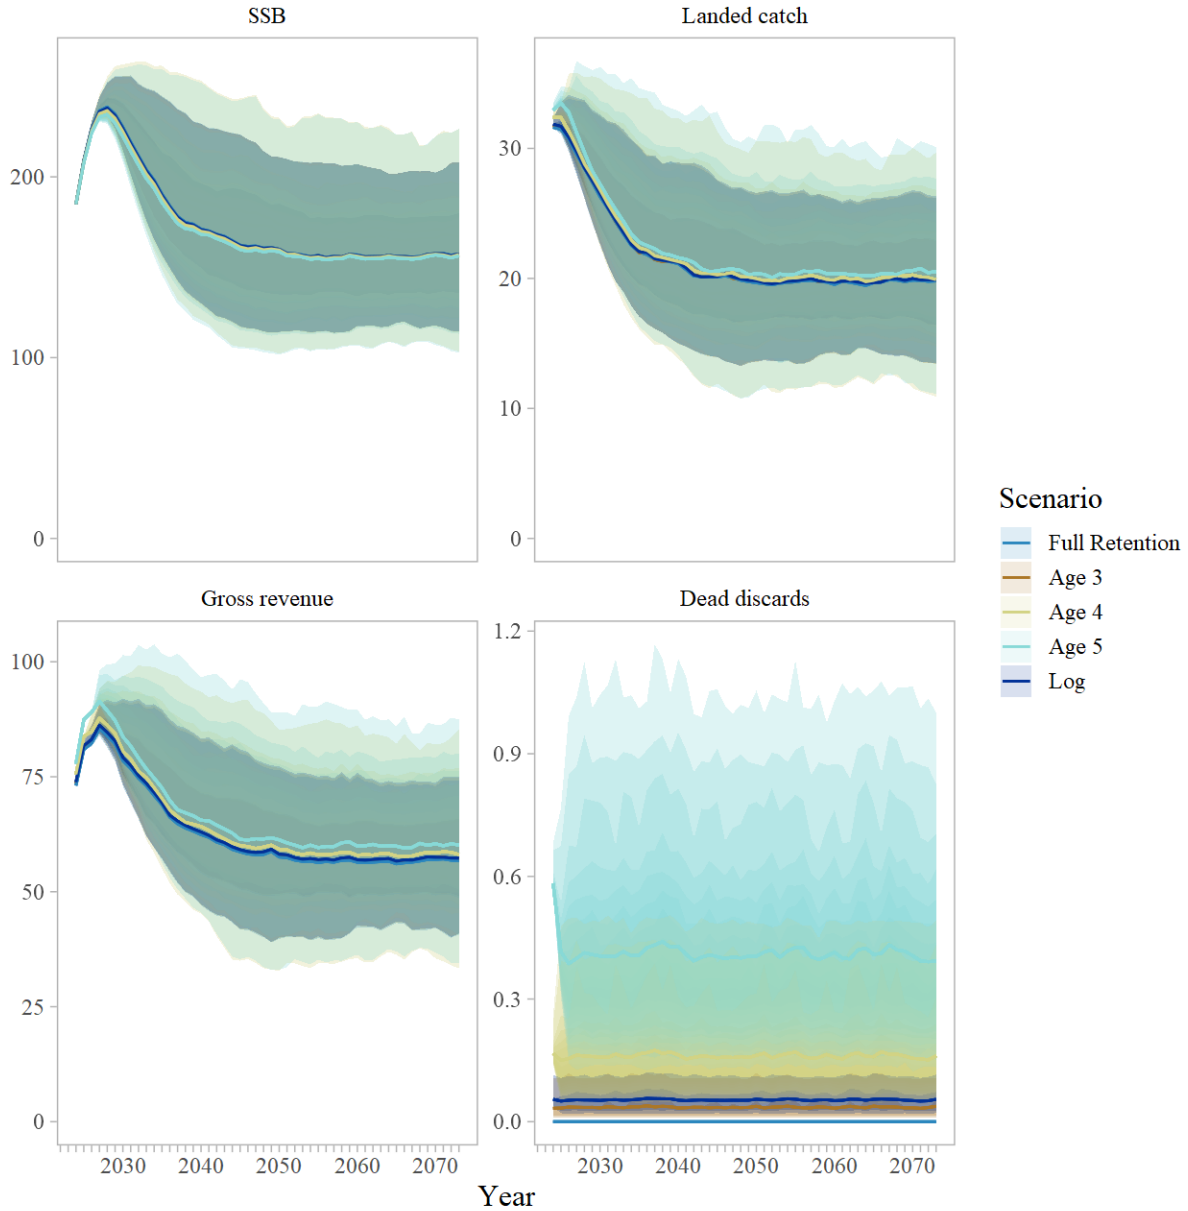 SSB
Landed catch
200
100
0
30
20
10
0
Scenario
Full Retention
Age 3
Age 4
Age 5
Log
Gross revenue
Dead discards
100
75
50
25
0
1.2
0.9
0.6
0.3
0.0
2030 2040 2050 2060 2070
2030 2040 2050 2060 2070
Year